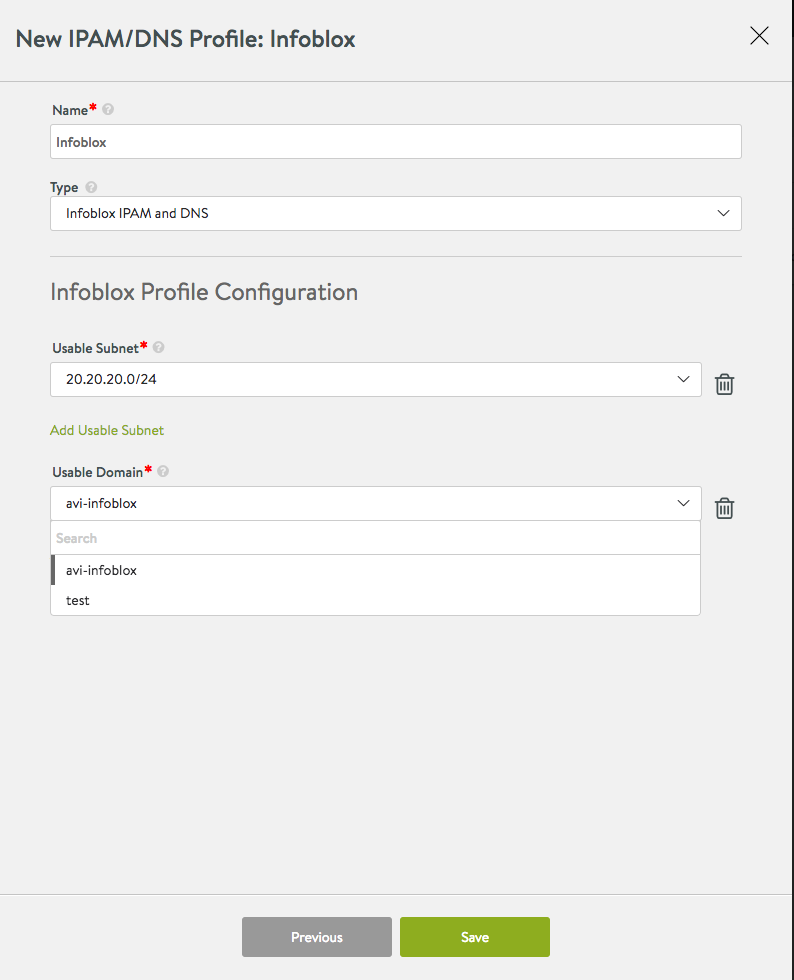 New IPAM/DNS Profile: Infoblox
Name*
Infoblox
Type
Infoblox IPAM and DNS
Infoblox Profile Configuration
Usable Subnet*
20.20.20.0/24
Add Usable Subnet
Usable Domain*
avi-infoblox
Search
avi-infoblox
test
Previous
Save